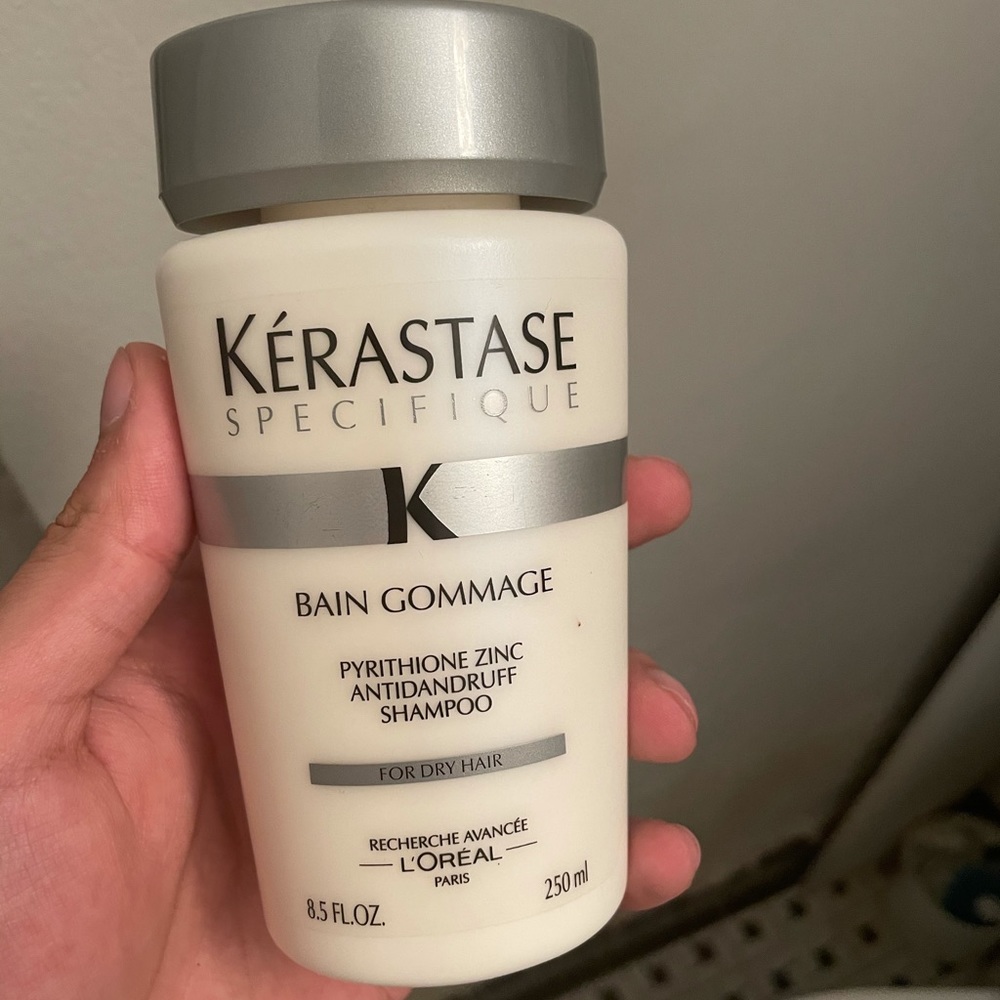 KÉRASTASE
SPECIFIQUE
K
BAIN GOMMAGE
PYRITHIONE ZINC
ANTIDANDRUFF
SHAMPOO
FOR DRY HAIR
RECHERCHE AVANCÉE
L'ORÉAL
PARIS
8.5 FL.OZ. 250 ml